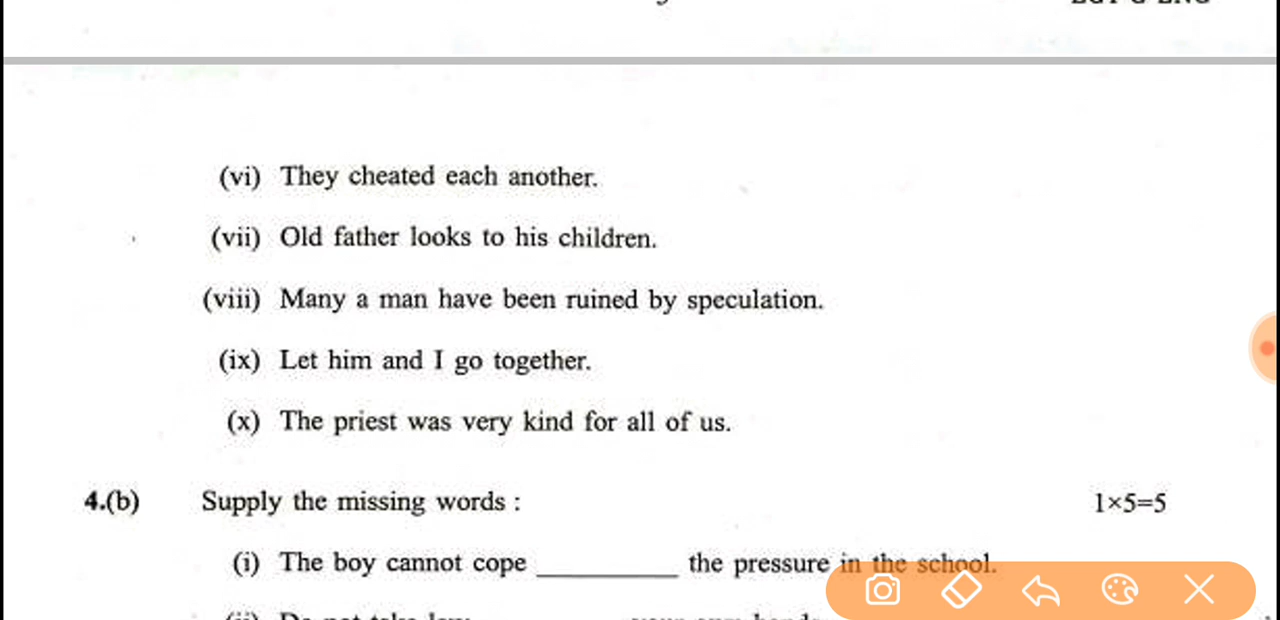 (vi) They cheated each another.
(vii) Old father looks to his children.
(viii) Many a man have been ruined by speculation.
(ix) Let him and I go together.
(x) The priest was very kind for all of us.
4.(b) Supply the missing words : 1×5=5
(i) The boy cannot cope __________ the pressure in the school.